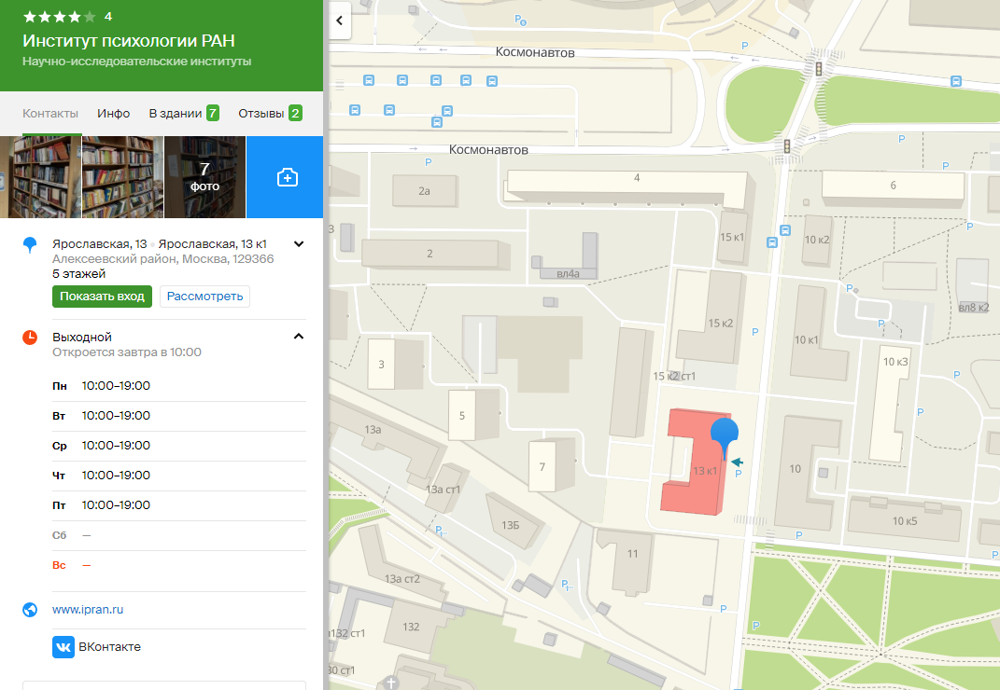 4
Институт психологии РАН
Научно-исследовательские институты
Контакты Инфо В здании 7 Отзывы 2
7
фото
Ярославская, 13 Ярославская, 13 к1
Алексеевский район, Москва, 129366
5 этажей
Показать вход Рассмотреть
Выходной
Откроется завтра в 10:00
Пн 10:00–19:00
Вт 10:00–19:00
Ср 10:00–19:00
Чт 10:00–19:00
Пт 10:00–19:00
Сб —
Вс —
www.ipran.ru
ВКонтакте
P
Космонавтов
P
Космонавтов
P
P
P
4
2а
6
3
15 к1
10 к2
P
2
вл4а
P
вл8 к2
15 к2
P
P
10 к1
3
10 к3
15 к2 ст1
P
5
P
13а
7
13 к1
10
P
13а ст1
13Б
10 к5
P
P
11
P
13а ст2
P
P
132
P
132 ст1
30 ст1